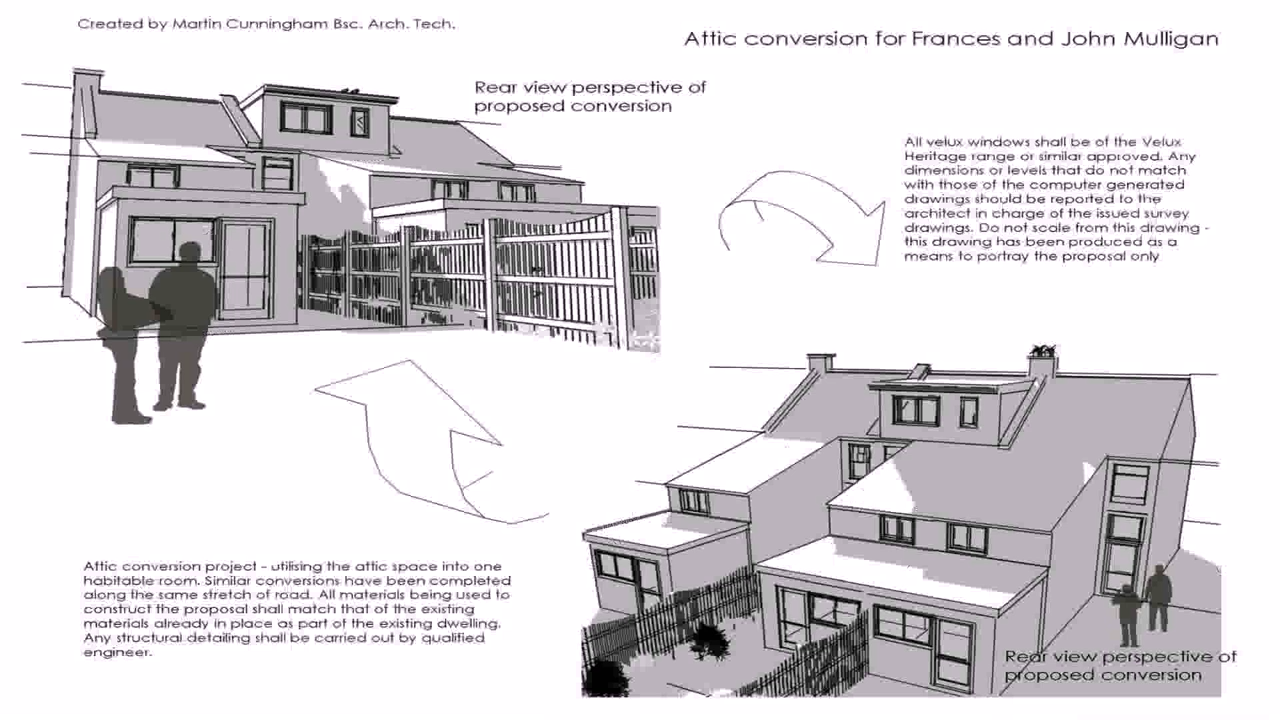 Created by Martin Cunningham Bsc. Arch. Tech.
Attic conversion for Frances and John Mulligan
Rear view perspective of
proposed conversion
All velux windows shall be of the Velux
Heritage range or similar approved. Any
dimensions or levels that do not match
with those of the computer generated
drawings should be reported to the
architect in charge of the issued survey
drawings. Do not scale from this drawing -
this drawing has been produced as a
means to portray the proposal only
Attic conversion project - utilising the attic space into one
habitable room. Similar conversions have been completed
along the same stretch of road. All materials being used to
construct the proposal shall match that of the existing
materials already in place as part of the existing dwelling.
Any structural detailing shall be carried out by qualified
engineer.
Rear view perspective of
proposed conversion